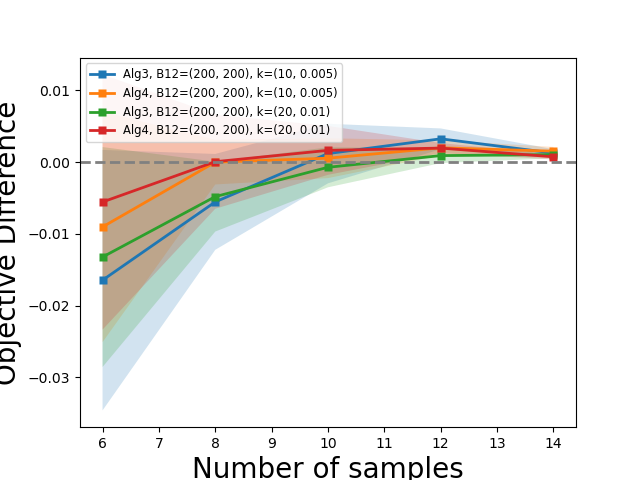 Alg3, B12=(200, 200), k=(10, 0.005)
Alg4, B12=(200, 200), k=(10, 0.005)
Alg3, B12=(200, 200), k=(20, 0.01)
Alg4, B12=(200, 200), k=(20, 0.01)
Objective Difference
0.01
0.00
−0.01
−0.02
−0.03
6 7 8 9 10 11 12 13 14
Number of samples